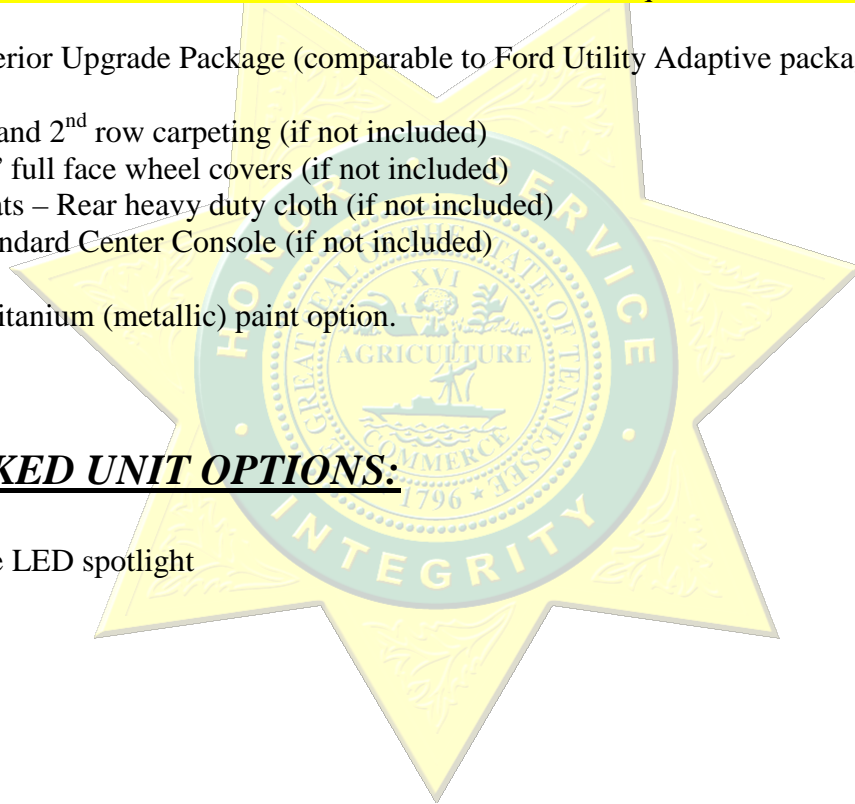 erior Upgrade Package (comparable to Ford Utility Adaptive packa
and 2nd row carpeting (if not included)
full face wheel covers (if not included)
ats – Rear heavy duty cloth (if not included)
ndard Center Console (if not included)
itanium (metallic) paint option.
KED UNIT OPTIONS:
e LED spotlight
HONOR • SERVICE • INTEGRITY •
THE GREAT SEAL OF THE STATE OF TENNESSEE
XVI
AGRICULTURE
COMMERCE
1796